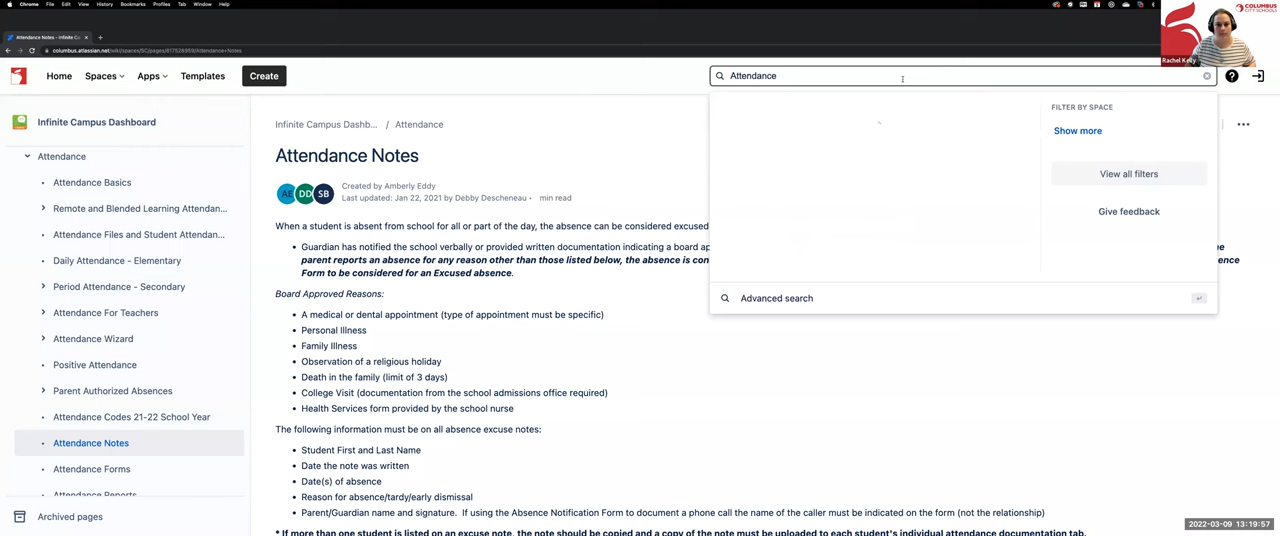 Chrome File Edit View History Bookmarks Profiles Tab Window Help
COLUMBUS
CITY SCHOOLS
Attendance Notes - Infinite Ca
columbus.atlassian.net/wiki/spaces/SC/pages/817528959/Attendance+Notes
Rachel Kelly
Home Spaces Apps Templates Create
Attendance
Infinite Campus Dashboard
Attendance
Attendance Basics
Remote and Blended Learning Attendan...
Attendance Files and Student Attendan...
Daily Attendance - Elementary
Period Attendance - Secondary
Attendance For Teachers
Attendance Wizard
Positive Attendance
Parent Authorized Absences
Attendance Codes 21-22 School Year
Attendance Notes
Attendance Forms
Attendance Reports
Archived pages
Infinite Campus Dashb... / Attendance
Attendance Notes
AE DD SB
Created by Amberly Eddy
Last updated: Jan 22, 2021 by Debby Descheneau • min read
When a student is absent from school for all or part of the day, the absence can be considered excused
• Guardian has notified the school verbally or provided written documentation indicating a board ap
parent reports an absence for any reason other than those listed below, the absence is con
Form to be considered for an Excused absence.
Board Approved Reasons:
• A medical or dental appointment (type of appointment must be specific)
• Personal Illness
• Family Illness
• Observation of a religious holiday
• Death in the family (limit of 3 days)
• College Visit (documentation from the school admissions office required)
• Health Services form provided by the school nurse
The following information must be on all absence excuse notes:
• Student First and Last Name
• Date the note was written
• Date(s) of absence
• Reason for absence/tardy/early dismissal
• Parent/Guardian name and signature. If using the Absence Notification Form to document a phone call the name of the caller must be indicated on the form (not the relationship)
* If more than one student is listed on an excuse note, the note should be copied and a copy of the note must be uploaded to each student's individual attendance documentation tab.
FILTER BY SPACE
Show more
View all filters
Give feedback
Advanced search
2022-03-09 13:19:57